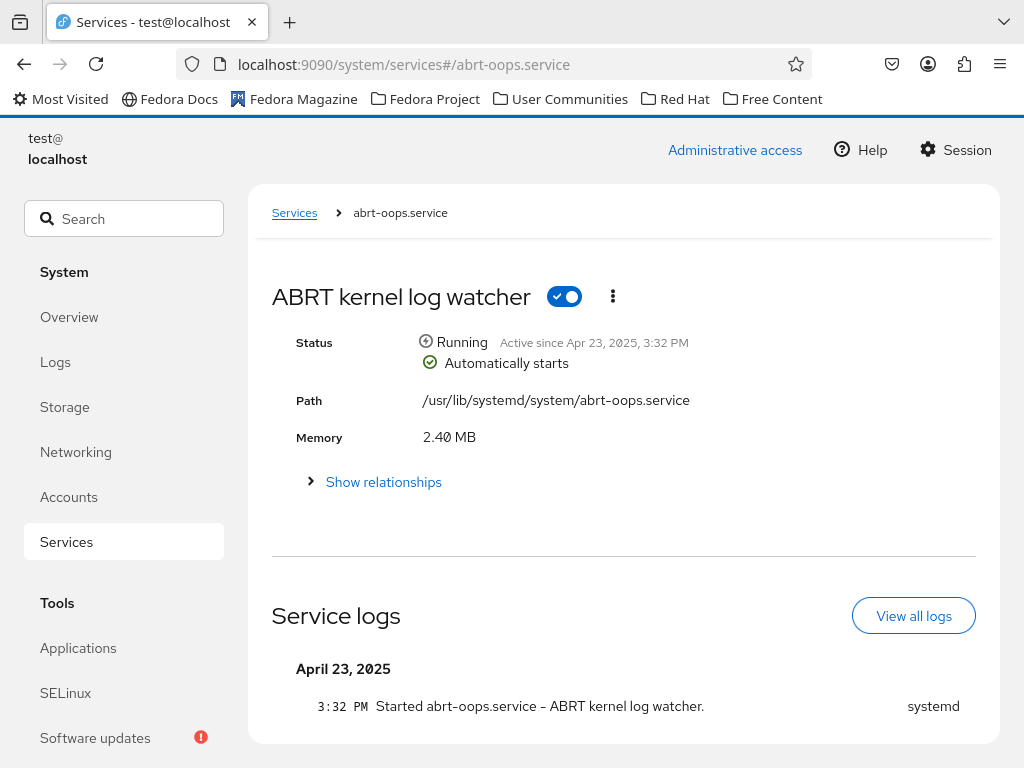 Services - test@localhost
localhost:9090/system/services#/abrt-oops.service
Most Visited Fedora Docs FM Fedora Magazine Fedora Project User Communities Red Hat Free Content
test@
localhost
Administrative access Help Session
Search
System
Overview
Logs
Storage
Networking
Accounts
Services
Tools
Applications
SELinux
Software updates
Services abrt-oops.service
ABRT kernel log watcher
Status Running Active since Apr 23, 2025, 3:32 PM
Automatically starts
Path /usr/lib/systemd/system/abrt-oops.service
Memory 2.40 MB
Show relationships
Service logs View all logs
April 23, 2025
3:32 PM Started abrt-oops.service - ABRT kernel log watcher. systemd